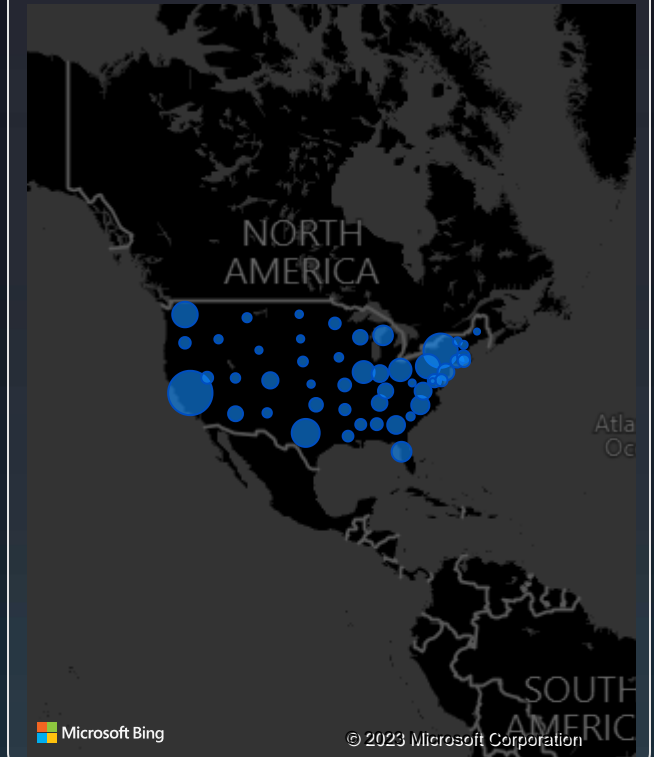 NORTH
AMERICA
Atla
Oc
SOUTH
AMERIC
Microsoft Bing
© 2023 Microsoft Corporation